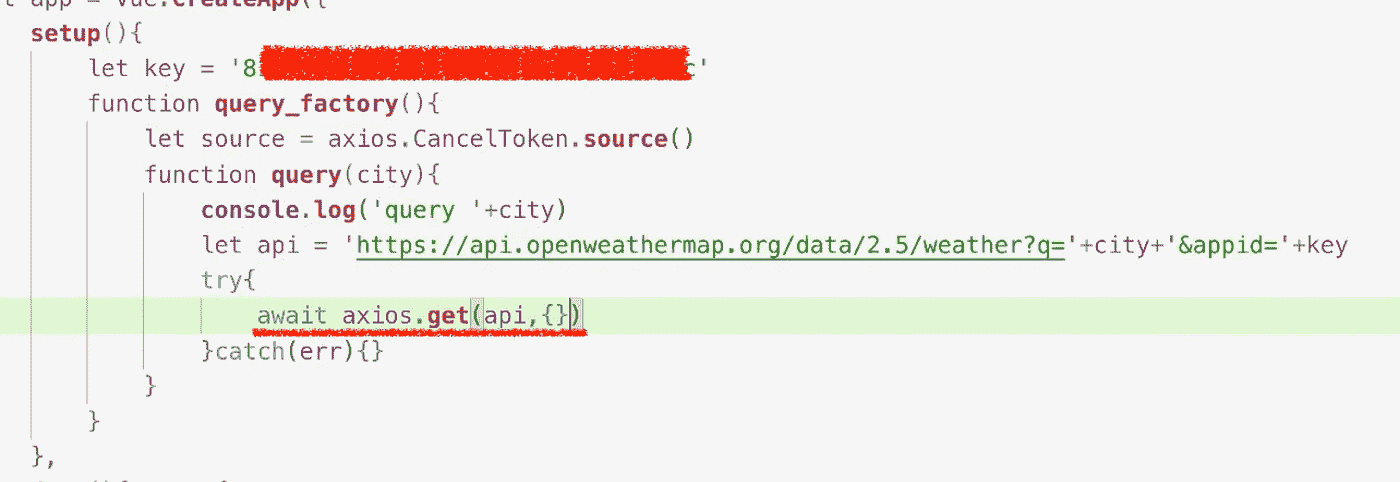 app = Vue.createApp({
setup(){
let key = '8 c'
function query_factory(){
let source = axios.CancelToken.source()
function query(city){
console.log('query '+city)
let api = 'https://api.openweathermap.org/data/2.5/weather?q='+city+'&appid='+key
try{
await axios.get(api,{})
}catch(err){}
}
}
},